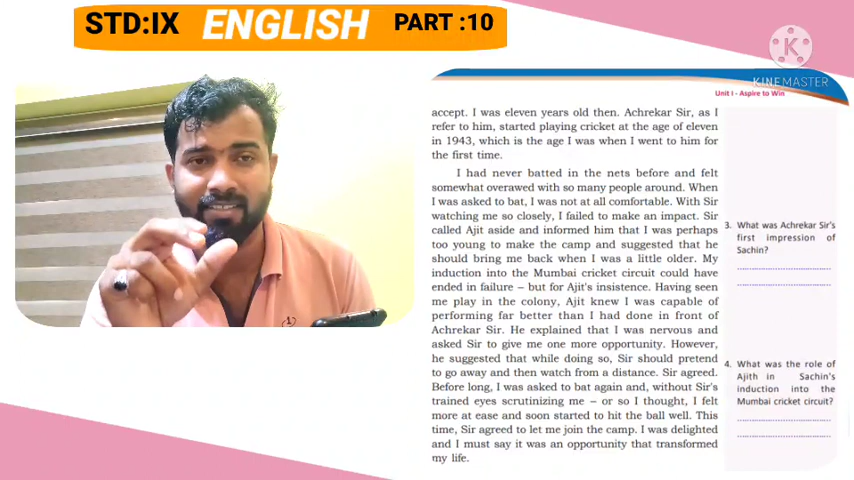 STD:IX ENGLISH PART :10
K
KINEMASTER
Unit I - Aspire to Win
accept. I was eleven years old then. Achrekar Sir, as I
refer to him, started playing cricket at the age of eleven
in 1943, which is the age I was when I went to him for
the first time.
I had never batted in the nets before and felt
somewhat overawed with so many people around. When
I was asked to bat, I was not at all comfortable. With Sir
watching me so closely, I failed to make an impact. Sir
called Ajit aside and informed him that I was perhaps
too young to make the camp and suggested that he
should bring me back when I was a little older. My
induction into the Mumbai cricket circuit could have
ended in failure – but for Ajit's insistence. Having seen
me play in the colony, Ajit knew I was capable of
performing far better than I had done in front of
Achrekar Sir. He explained that I was nervous and
asked Sir to give me one more opportunity. However,
he suggested that while doing so, Sir should pretend
to go away and then watch from a distance. Sir agreed.
Before long, I was asked to bat again and, without Sir's
trained eyes scrutinizing me – or so I thought, I felt
more at ease and soon started to hit the ball well. This
time, Sir agreed to let me join the camp. I was delighted
and I must say it was an opportunity that transformed
my life.
3. What was Achrekar Sir's
first impression of
Sachin?
4. What was the role of
Ajith in Sachin's
induction into the
Mumbai cricket circuit?